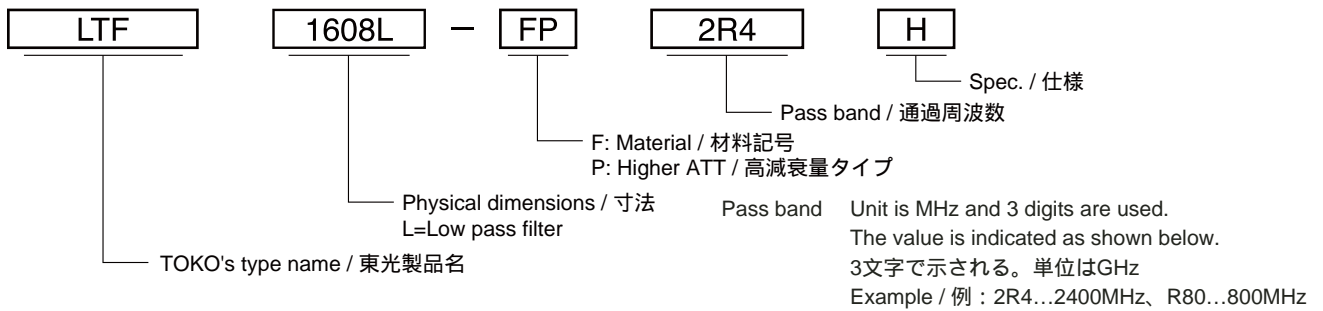 LTF 1608L – FP 2R4 H
Spec. / 仕様
Pass band / 通過周波数
F: Material / 材料記号
P: Higher ATT / 高減衰量タイプ
Physical dimensions / 寸法
L=Low pass filter
TOKO's type name / 東光製品名
Pass band Unit is MHz and 3 digits are used.
The value is indicated as shown below.
3文字で示される。単位はGHz
Example / 例：2R4…2400MHz、R80…800MHz